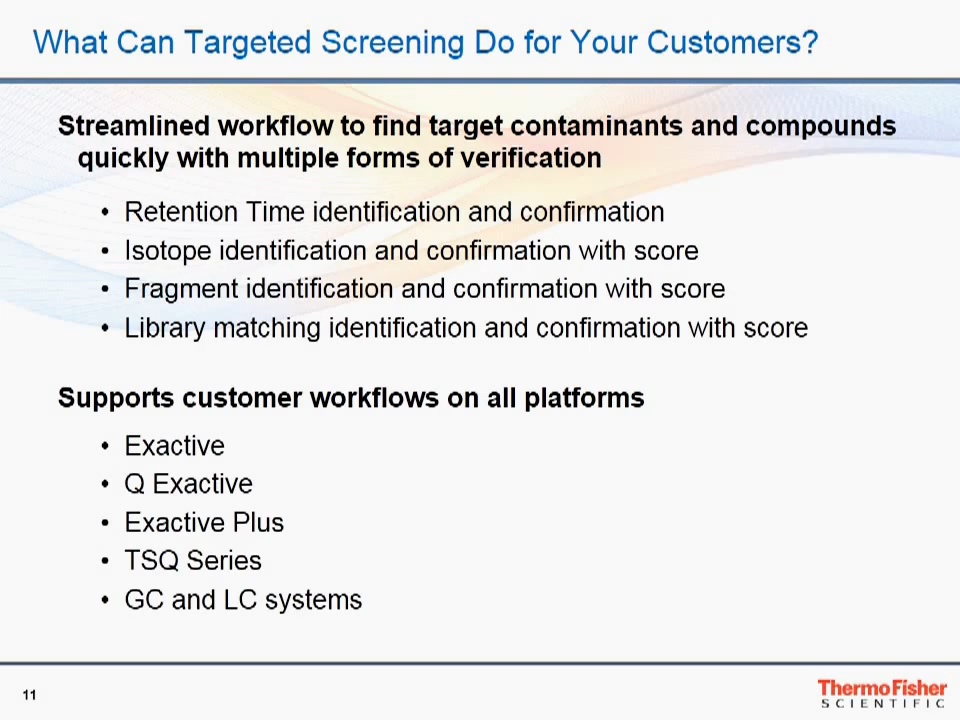 What Can Targeted Screening Do for Your Customers?
Streamlined workflow to find target contaminants and compounds
quickly with multiple forms of verification
• Retention Time identification and confirmation
• Isotope identification and confirmation with score
• Fragment identification and confirmation with score
• Library matching identification and confirmation with score
Supports customer workflows on all platforms
• Exactive
• Q Exactive
• Exactive Plus
• TSQ Series
• GC and LC systems
11
ThermoFisher
SCIENTIFIC